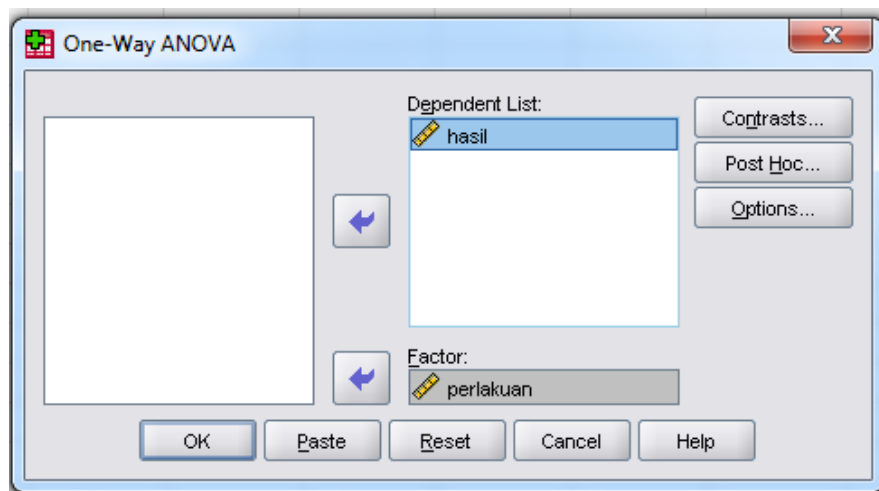 One-Way ANOVA
Dependent List:
hasil
Contrasts...
Post Hoc...
Options...
Factor:
perlakuan
OK Paste Reset Cancel Help